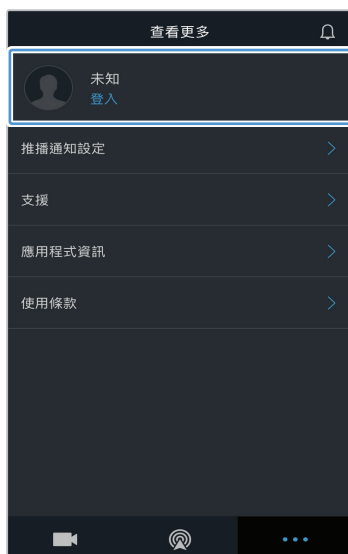 查看更多
未知
登入
推播通知設定
支援
應用程式資訊
使用條款